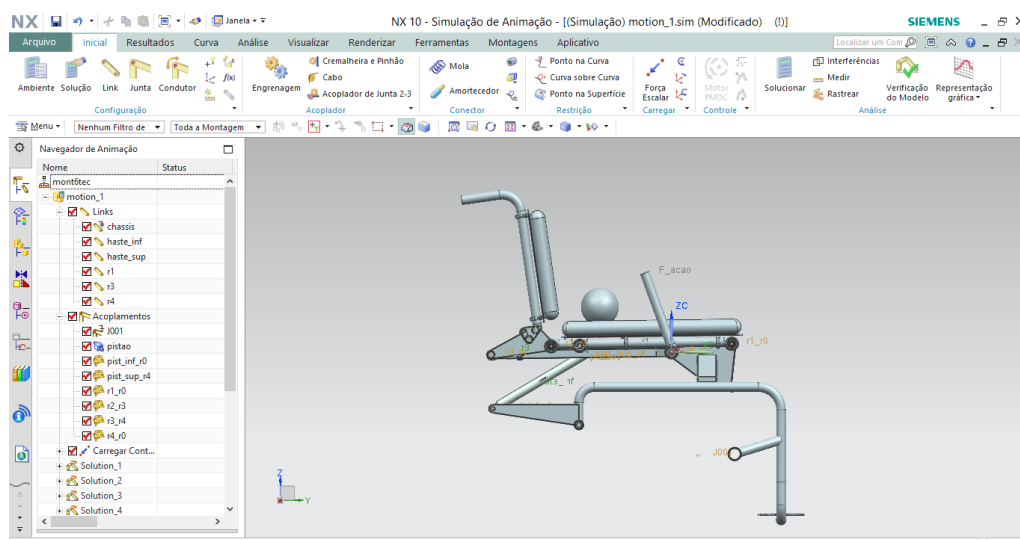 NX Janela NX 10 - Simulação de Animação - [(Simulação) motion_1.sim (Modificado) (!)] SIEMENS
Arquivo Inicial Resultados Curva Análise Visualizar Renderizar Ferramentas Montagens Aplicativo Localizar um Com
Ambiente Solução Link Junta Condutor f(x)
Configuração
Engrenagem
Cremalheira e Pinhão
Cabo
Acoplador de Junta 2-3
Acoplador
Mola
Amortecedor
Conector
Ponto na Curva
Curva sobre Curva
Ponto na Superfície
Restrição
Força Escalar
Carregar
Motor PMDC
Controle
Solucionar
Interferências
Medir
Rastrear
Verificação do Modelo
Representação gráfica
Análise
Menu Nenhum Filtro de Toda a Montagem
Navegador de Animação
Nome Status
mont6tec
motion_1
Links
chassis
haste_inf
haste_sup
r1
r3
r4
Acoplamentos
J001
pistao
pist_inf_r0
pist_sup_r4
r1_r0
r2_r3
r3_r4
r4_r0
Carregar Cont...
Solution_1
Solution_2
Solution_3
Solution_4
F_acao
ZC
r1_r0
Z
Y